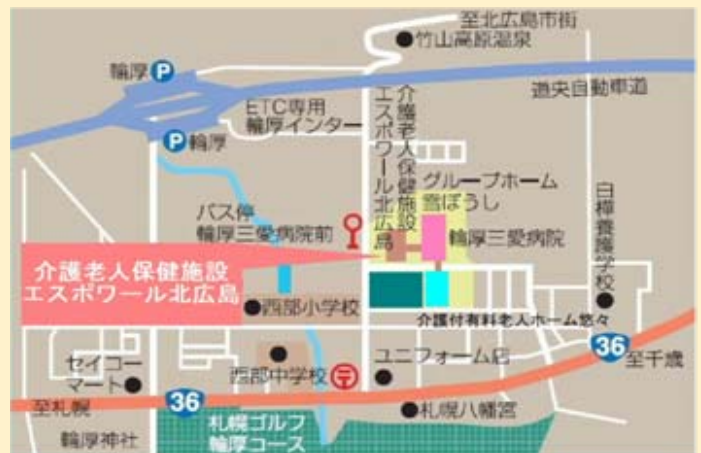 至北広島市街
竹山高原温泉
輪厚 P
道央自動車道
ETC専用
輪厚インター
P 輪厚
介護老人保健施設
エスポワール北広島
グループホーム
雪ぼうし
白樺養護学校
バス停
輪厚三愛病院前
輪厚三愛病院
介護老人保健施設
エスポワール北広島
西部小学校
介護付有料老人ホーム悠々
36
至千歳
セイコー
マート
西部中学校
ユニフォーム店
36
至札幌
札幌八幡宮
札幌ゴルフ
輪厚コース
輪厚神社